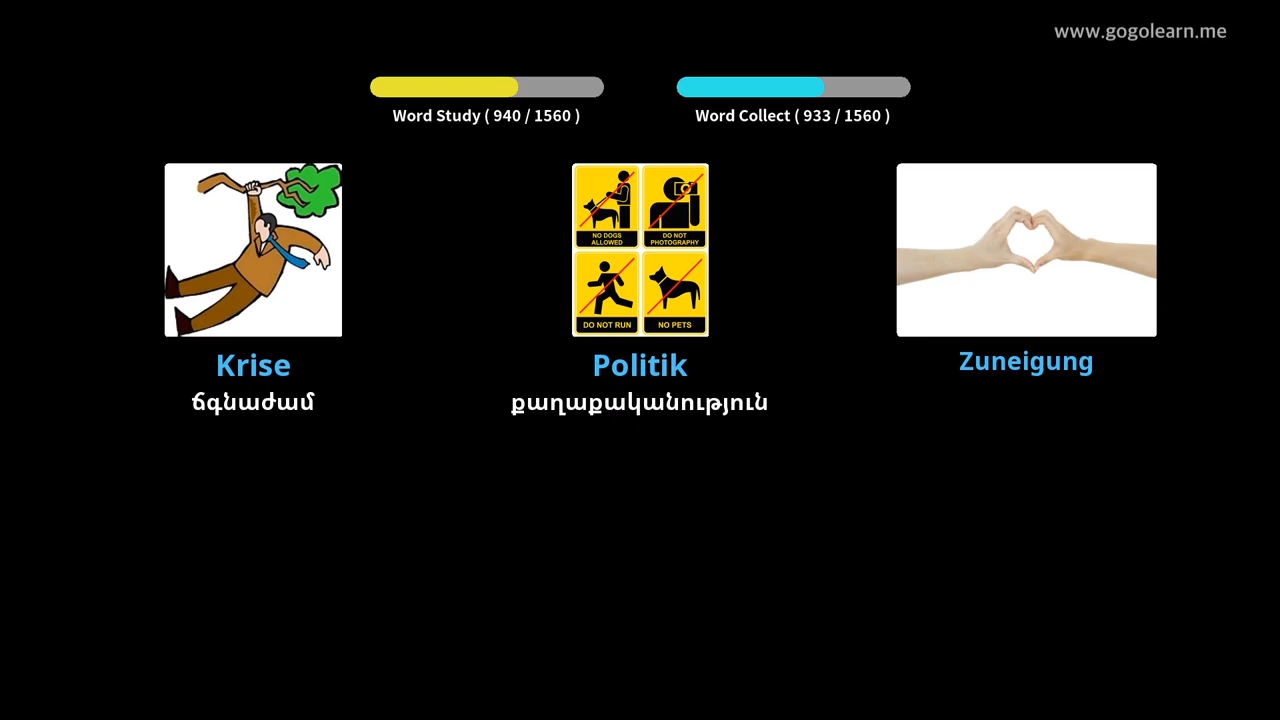 www.gogolearn.me
Word Study ( 940 / 1560 )
Word Collect ( 933 / 1560 )
NO DOGS
ALLOWED
DO NOT
PHOTOGRAPHY
DO NOT RUN
NO PETS
Krise
Politik
Zuneigung
ճգնաժամ
քաղաքականություն